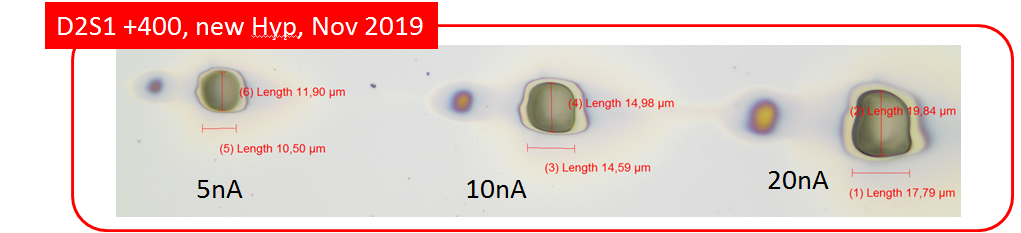 D2S1 +400, new Hyp, Nov 2019
(6) Length 11,90 µm
(5) Length 10,50 µm
5nA
(4) Length 14,98 µm
(3) Length 14,59 µm
10nA
(2) Length 19,84 µm
(1) Length 17,79 µm
20nA